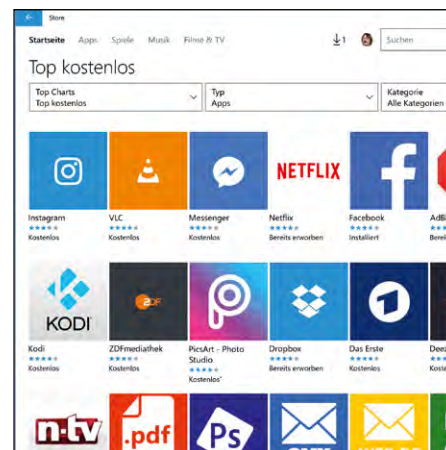 Store
Startseite Apps Spiele Musik Filme & TV
1
Suchen
Top kostenlos
Top Charts
Top kostenlos
Typ
Apps
Kategorie
Alle Kategorien
NETFLIX
Instagram
Kostenlos
VLC
Kostenlos
Messenger
Kostenlos
Netflix
Bereits erworben
Facebook
Installiert
KODI
ZDF
Kodi
Kostenlos
ZDFmediathek
Kostenlos
PicsArt - Photo
Studio
Kostenlos*
Dropbox
Bereits erworben
Das Erste
Kostenlos
n-tv
.pdf
Ps